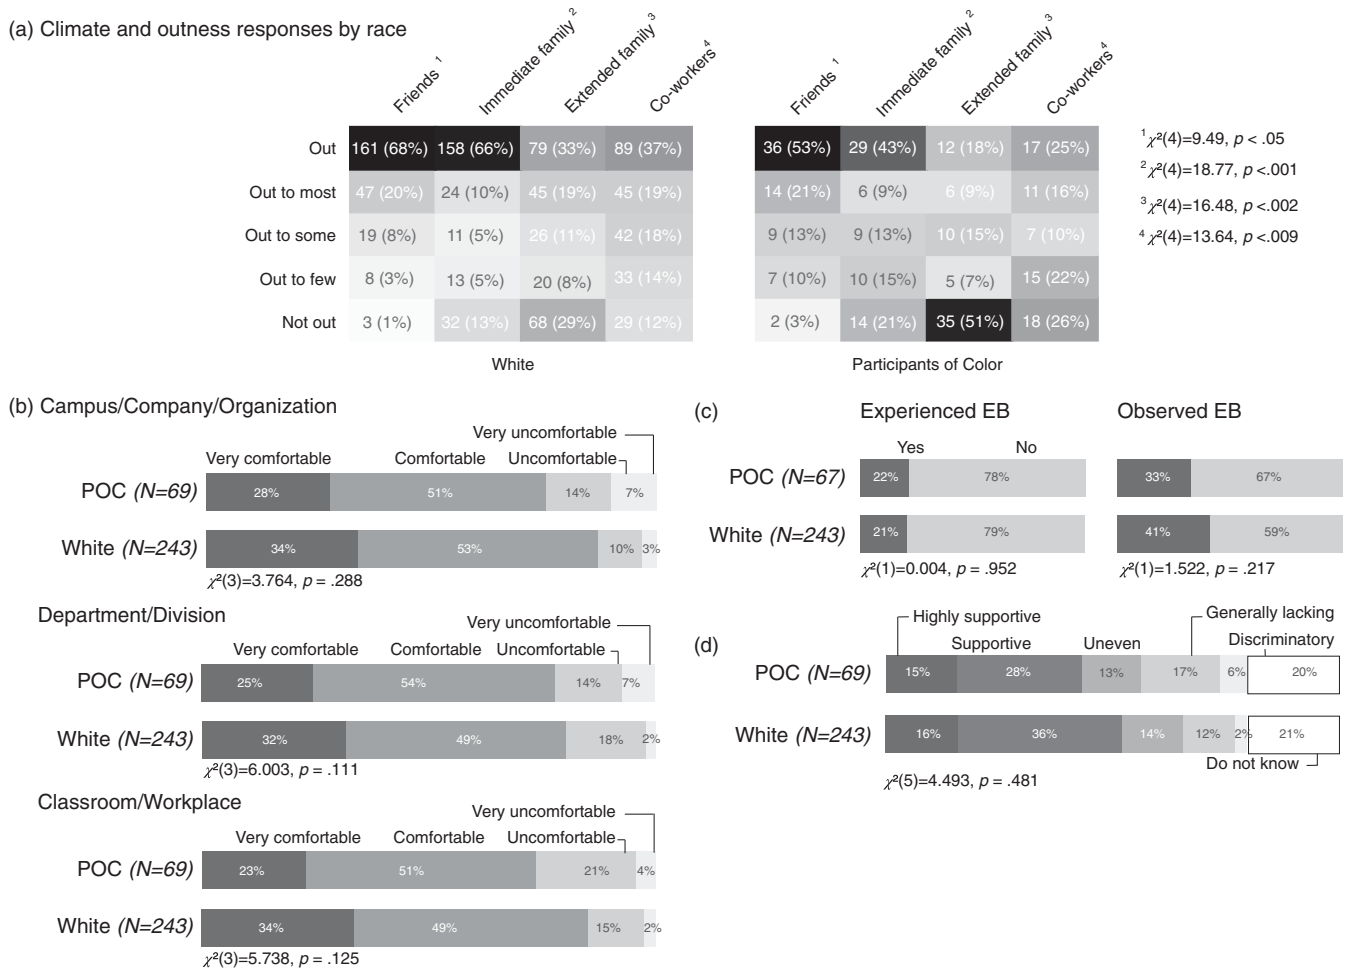 (a) Climate and outness responses by race
Friends 1
Immediate family 2
Extended family 3
Co-workers 4
Friends 1
Immediate family 2
Extended family 3
Co-workers 4
Out 161 (68%) 158 (66%) 79 (33%) 89 (37%) 36 (53%) 29 (43%) 12 (18%) 17 (25%)
Out to most 47 (20%) 24 (10%) 45 (19%) 45 (19%) 14 (21%) 6 (9%) 6 (9%) 11 (16%)
Out to some 19 (8%) 11 (5%) 26 (11%) 42 (18%) 9 (13%) 9 (13%) 10 (15%) 7 (10%)
Out to few 8 (3%) 13 (5%) 20 (8%) 33 (14%) 7 (10%) 10 (15%) 5 (7%) 15 (22%)
Not out 3 (1%) 32 (13%) 68 (29%) 29 (12%) 2 (3%) 14 (21%) 35 (51%) 18 (26%)
White Participants of Color
1 χ²(4)=9.49, p < .05
2 χ²(4)=18.77, p <.001
3 χ²(4)=16.48, p <.002
4 χ²(4)=13.64, p <.009
(b) Campus/Company/Organization
Very uncomfortable
Very comfortable Comfortable Uncomfortable
POC (N=69) 28% 51% 14% 7%
White (N=243) 34% 53% 10% 3%
χ²(3)=3.764, p = .288
Department/Division
Very uncomfortable
Very comfortable Comfortable Uncomfortable
POC (N=69) 25% 54% 14% 7%
White (N=243) 32% 49% 18% 2%
χ²(3)=6.003, p = .111
Classroom/Workplace
Very uncomfortable
Very comfortable Comfortable Uncomfortable
POC (N=69) 23% 51% 21% 4%
White (N=243) 34% 49% 15% 2%
χ²(3)=5.738, p = .125
(c) Experienced EB Observed EB
Yes No
POC (N=67) 22% 78% 33% 67%
White (N=243) 21% 79% 41% 59%
χ²(1)=0.004, p = .952 χ²(1)=1.522, p = .217
(d)
Highly supportive Generally lacking
Supportive Uneven Discriminatory
POC (N=69) 15% 28% 13% 17% 6% 20%
White (N=243) 16% 36% 14% 12% 2% 21%
Do not know
χ²(5)=4.493, p = .481